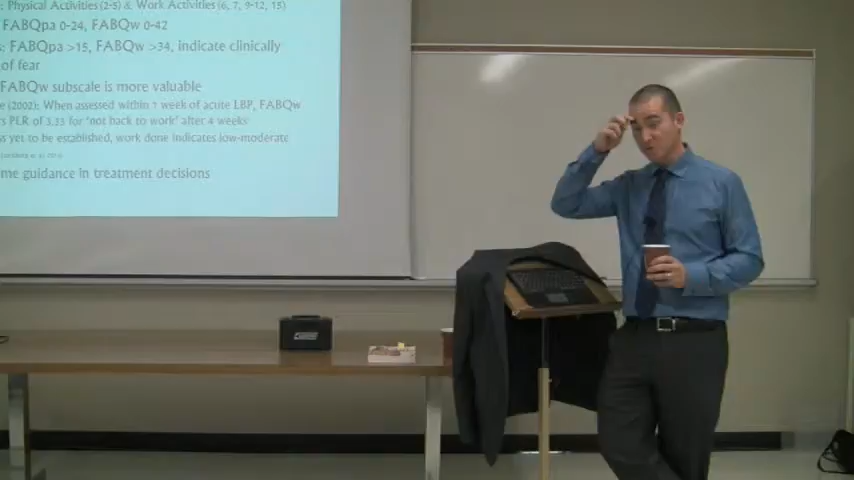 : Physical Activities (2-5) & Work Activities (6, 7, 9-12, 15)
FABQpa 0-24, FABQw 0-42
s: FABQpa >15, FABQw >34, indicate clinically
of fear
FABQw subscale is more valuable
e (2002): When assessed within 1 week of acute LBP, FABQw
s PLR of 3.33 for 'not back to work' after 4 weeks
ss yet to be established, work done indicates low-moderate
me guidance in treatment decisions